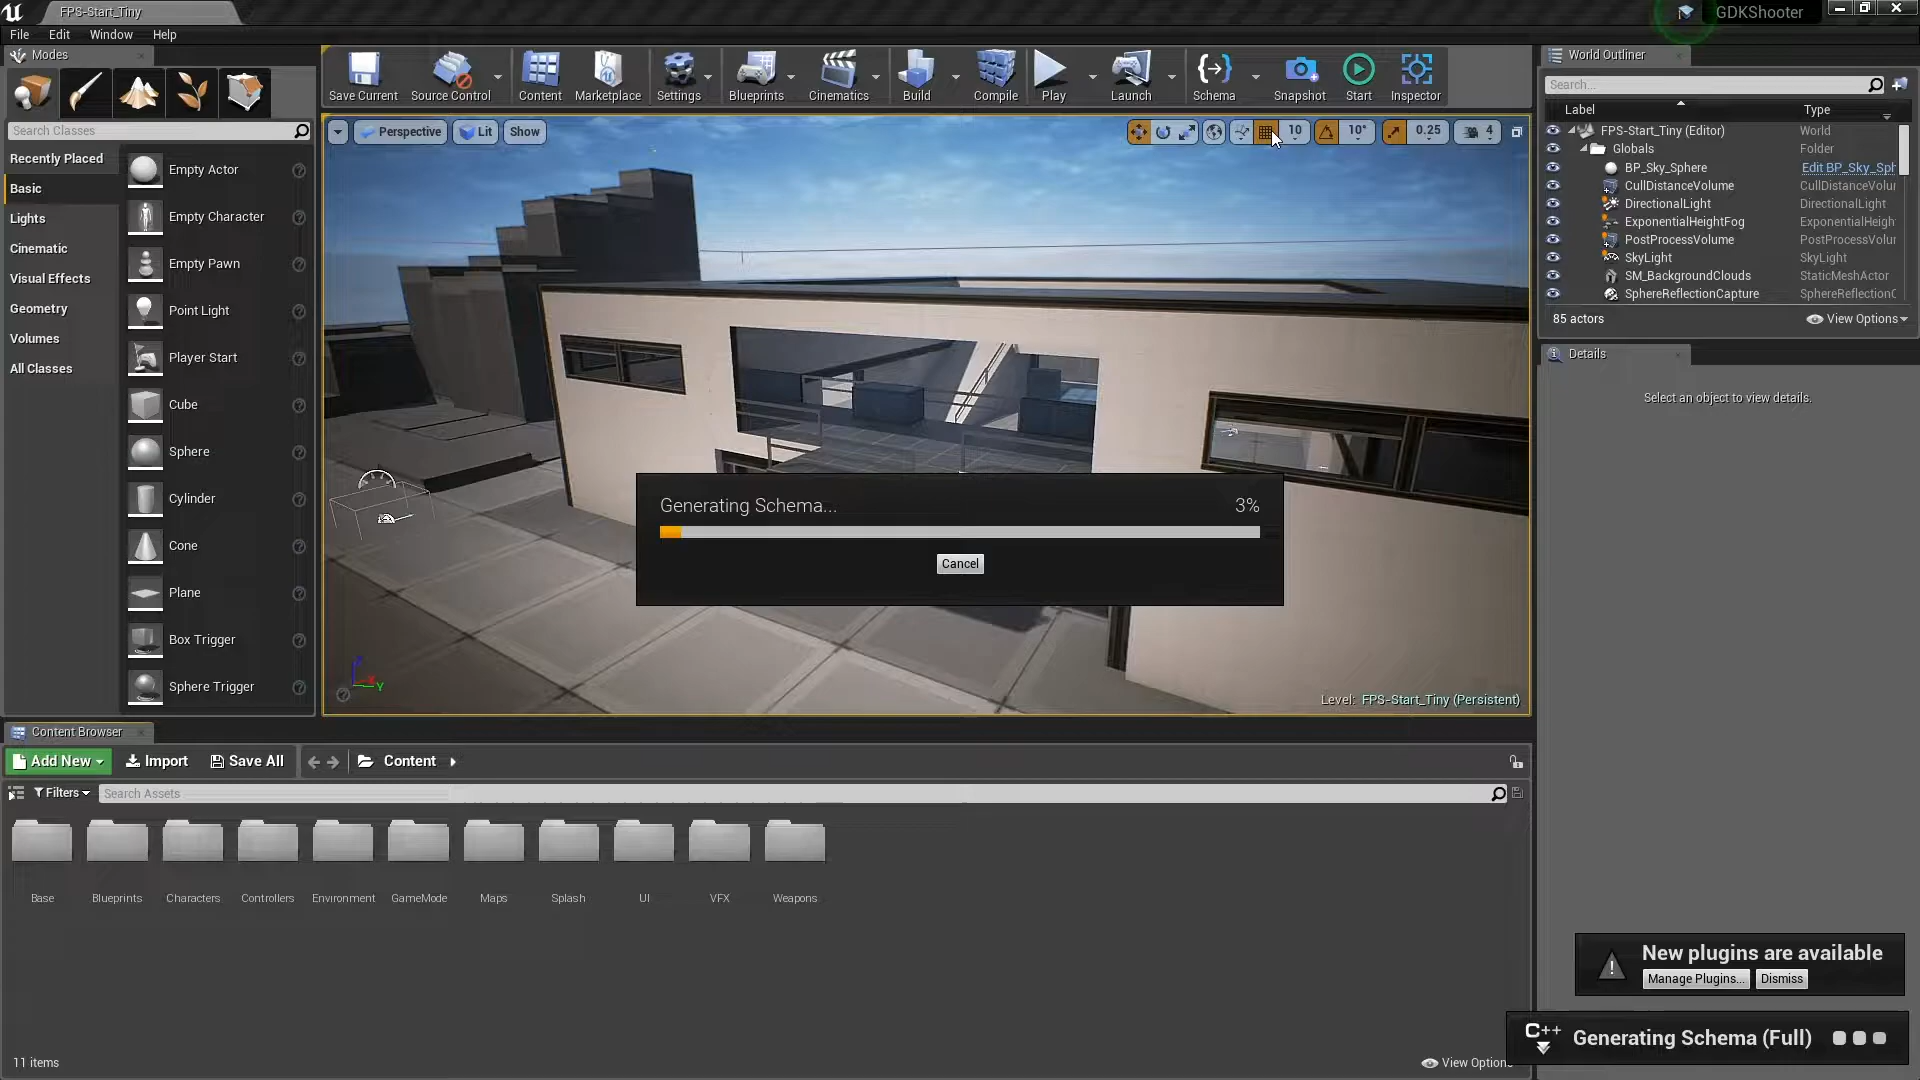 FPS-Start_Tiny
GDKShooter
File Edit Window Help
Modes
Save Current
Source Control
Content
Marketplace
Settings
Blueprints
Cinematics
Build
Compile
Play
Launch
Schema
Snapshot
Start
Inspector
Search Classes
Recently Placed
Basic
Lights
Cinematic
Visual Effects
Geometry
Volumes
All Classes
Empty Actor
Empty Character
Empty Pawn
Point Light
Player Start
Cube
Sphere
Cylinder
Cone
Plane
Box Trigger
Sphere Trigger
Perspective Lit Show
10 10° 0.25 4
Generating Schema... 3%
Cancel
Level: FPS-Start_Tiny (Persistent)
X
Y
World Outliner
Search...
Label Type
FPS-Start_Tiny (Editor) World
Globals Folder
BP_Sky_Sphere Edit BP_Sky_Sph
CullDistanceVolume CullDistanceVolur
DirectionalLight DirectionalLight
ExponentialHeightFog ExponentialHeigh
PostProcessVolume PostProcessVolur
SkyLight SkyLight
SM_BackgroundClouds StaticMeshActor
SphereReflectionCapture SphereReflectionC
85 actors View Options
Details
Select an object to view details.
Content Browser
Add New Import Save All Content
Filters Search Assets
Base Blueprints Characters Controllers Environment GameMode Maps Splash UI VFX Weapons
11 items View Options
New plugins are available
Manage Plugins... Dismiss
C++ Generating Schema (Full)